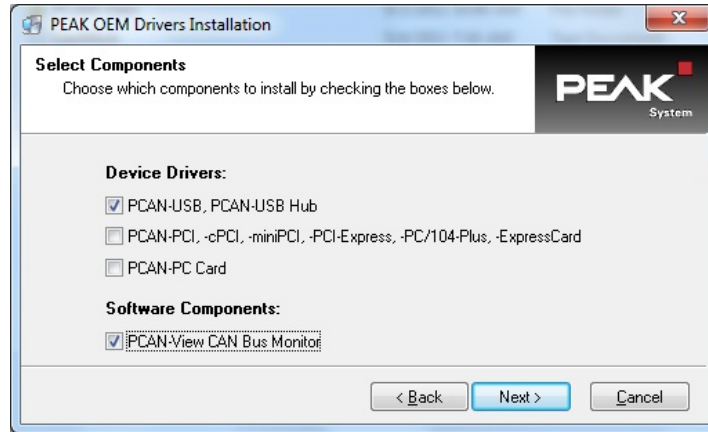 PEAK OEM Drivers Installation
Select Components
Choose which components to install by checking the boxes below.
PEAK
System
Device Drivers:
PCAN-USB, PCAN-USB Hub
PCAN-PCI, -cPCI, -miniPCI, -PCI-Express, -PC/104-Plus, -ExpressCard
PCAN-PC Card
Software Components:
PCAN-View CAN Bus Monitor
< Back Next > Cancel